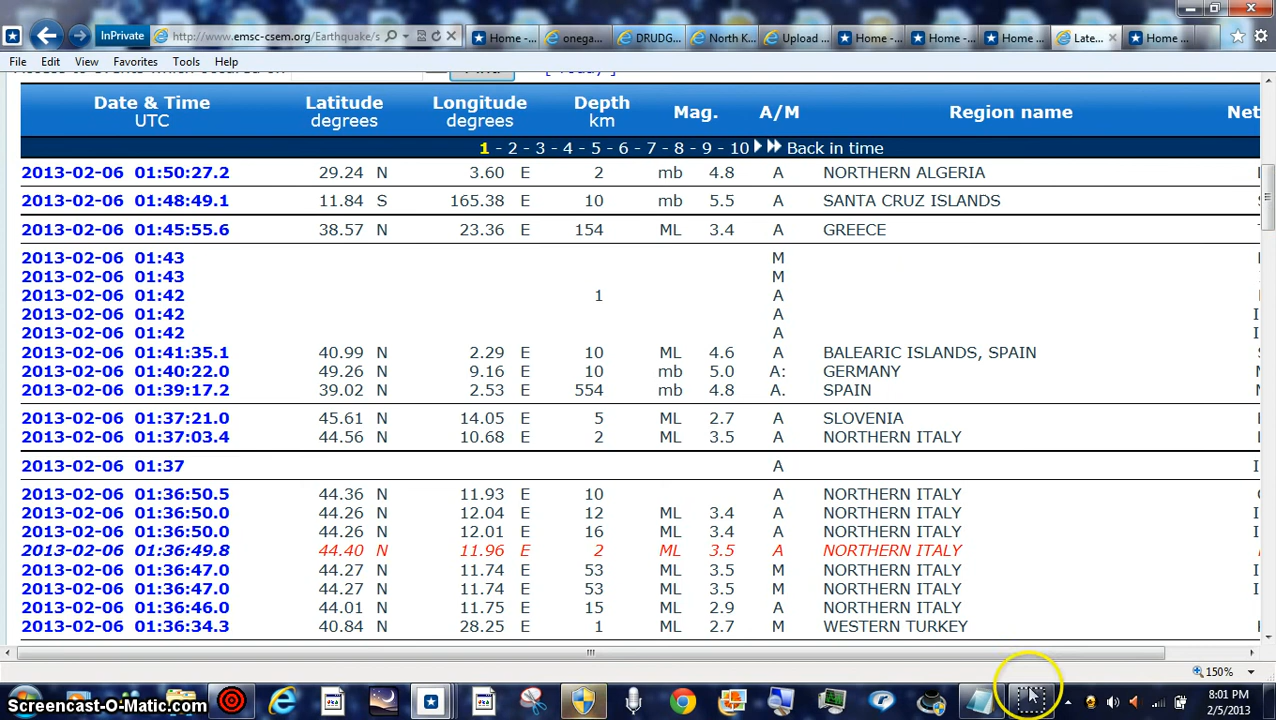 InPrivate http://www.emsc-csem.org/Earthquake/s Home -... onega... DRUDG... North K... Upload ... Home -... Home -... Home ... Late... Home ...
File Edit View Favorites Tools Help
Date & Time Latitude Longitude Depth Mag. A/M Region name Net
UTC degrees degrees km
1 - 2 - 3 - 4 - 5 - 6 - 7 - 8 - 9 - 10 Back in time
2013-02-06 01:50:27.2 29.24 N 3.60 E 2 mb 4.8 A NORTHERN ALGERIA
2013-02-06 01:48:49.1 11.84 S 165.38 E 10 mb 5.5 A SANTA CRUZ ISLANDS
2013-02-06 01:45:55.6 38.57 N 23.36 E 154 ML 3.4 A GREECE
2013-02-06 01:43 M
2013-02-06 01:43 M
2013-02-06 01:42 1 A
2013-02-06 01:42 A I
2013-02-06 01:42 A I
2013-02-06 01:41:35.1 40.99 N 2.29 E 10 ML 4.6 A BALEARIC ISLANDS, SPAIN
2013-02-06 01:40:22.0 49.26 N 9.16 E 10 mb 5.0 A: GERMANY
2013-02-06 01:39:17.2 39.02 N 2.53 E 554 mb 4.8 A. SPAIN
2013-02-06 01:37:21.0 45.61 N 14.05 E 5 ML 2.7 A SLOVENIA
2013-02-06 01:37:03.4 44.56 N 10.68 E 2 ML 3.5 A NORTHERN ITALY
2013-02-06 01:37 A I
2013-02-06 01:36:50.5 44.36 N 11.93 E 10 A NORTHERN ITALY
2013-02-06 01:36:50.0 44.26 N 12.04 E 12 ML 3.4 A NORTHERN ITALY I
2013-02-06 01:36:50.0 44.26 N 12.01 E 16 ML 3.4 A NORTHERN ITALY I
2013-02-06 01:36:49.8 44.40 N 11.96 E 2 ML 3.5 A NORTHERN ITALY
2013-02-06 01:36:47.0 44.27 N 11.74 E 53 ML 3.5 M NORTHERN ITALY I
2013-02-06 01:36:47.0 44.27 N 11.74 E 53 ML 3.5 M NORTHERN ITALY I
2013-02-06 01:36:46.0 44.01 N 11.75 E 15 ML 2.9 A NORTHERN ITALY
2013-02-06 01:36:34.3 40.84 N 28.25 E 1 ML 2.7 M WESTERN TURKEY
150%
Screencast-O-Matic.com
8:01 PM
2/5/2013